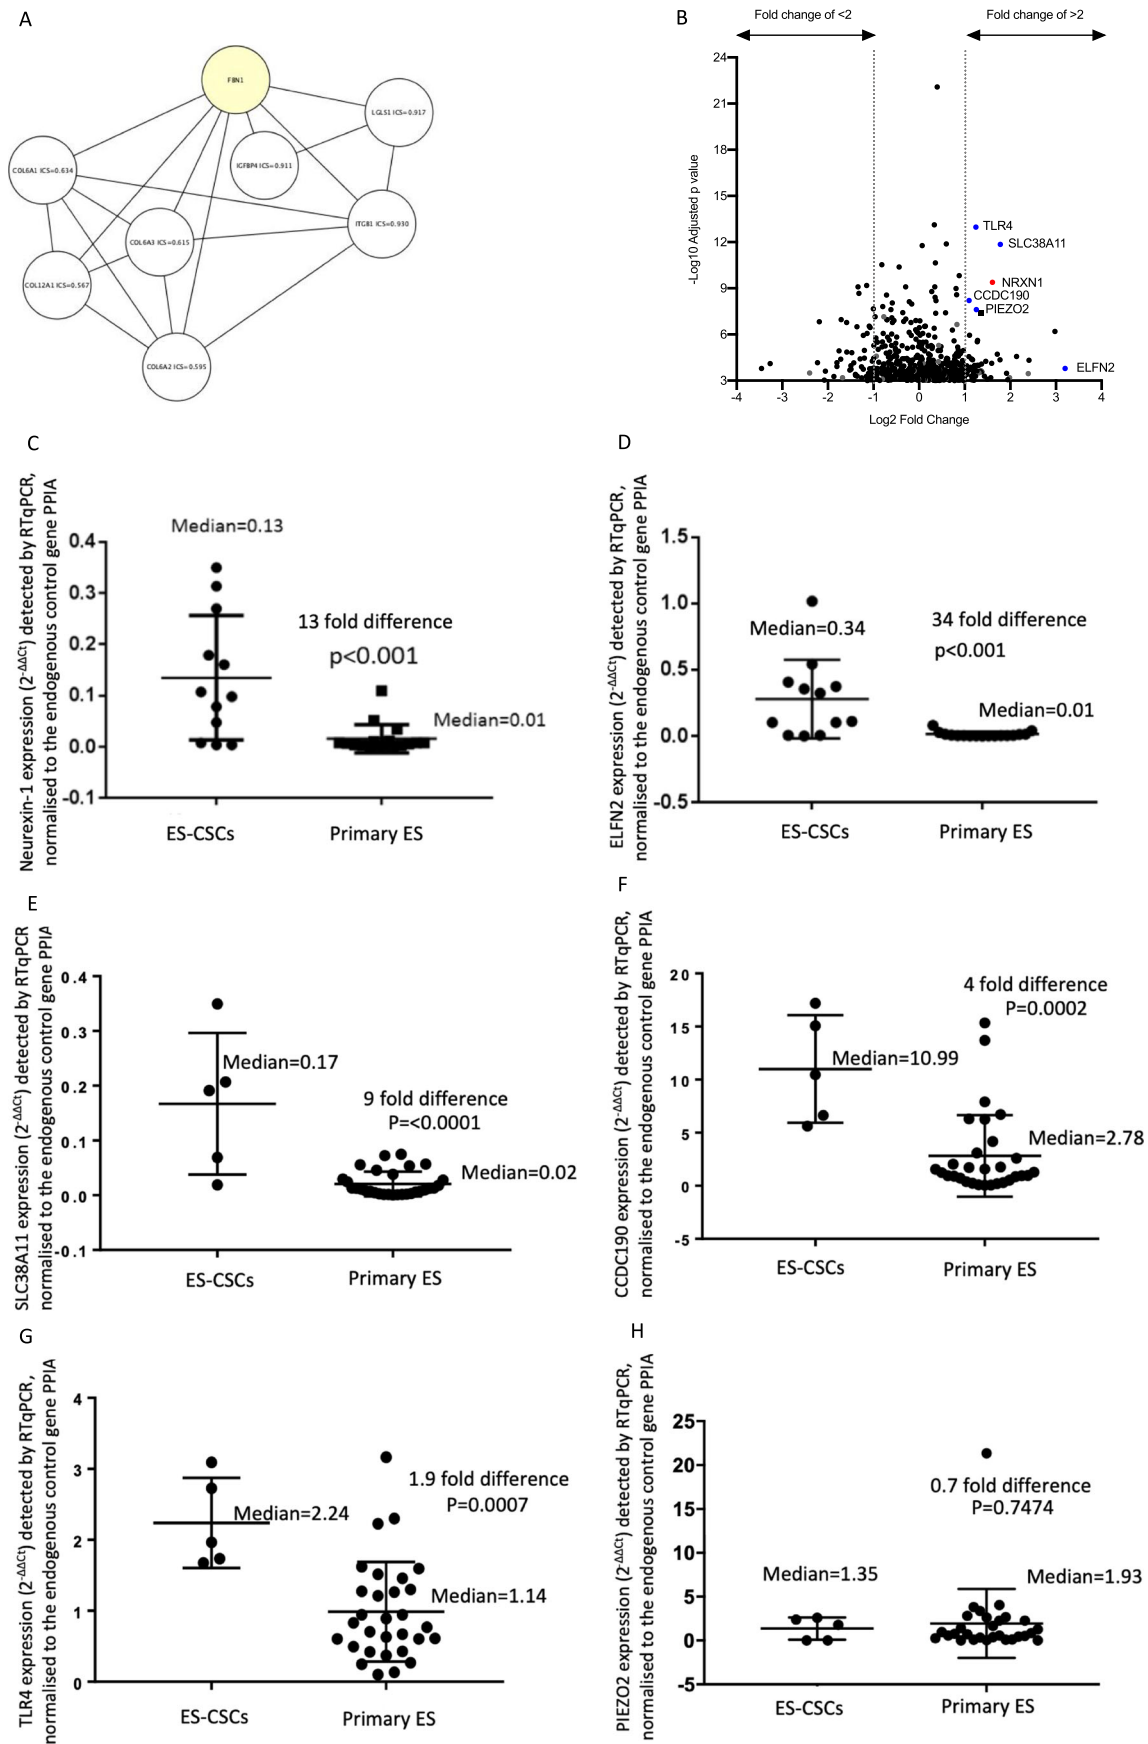 A
FBN1
LGLS1 ICS=0.917
IGFBP4 ICS=0.911
COL6A1 ICS=0.634
ITGB1 ICS=0.930
COL6A3 ICS=0.615
COL12A1 ICS=0.567
COL6A2 ICS=0.595
B
Fold change of <2
Fold change of >2
-Log10 Adjusted p value
24
21
18
15
12
9
6
3
TLR4
SLC38A11
NRXN1
CCDC190
PIEZO2
ELFN2
-4
-3
-2
-1
0
1
2
3
4
Log2 Fold Change
C
Neurexin-1 expression (2-ΔΔCt) detected by RTqPCR,
normalised to the endogenous control gene PPIA
0.4
0.3
0.2
0.1
0.0
-0.1
Median=0.13
13 fold difference
p<0.001
Median=0.01
ES-CSCs
Primary ES
D
ELFN2 expression (2-ΔΔCt) detected by RTqPCR,
normalised to the endogenous control gene PPIA
1.5
1.0
0.5
0.0
-0.5
Median=0.34
34 fold difference
p<0.001
Median=0.01
ES-CSCs
Primary ES
E
SLC38A11 expression (2-ΔΔCt) detected by RTqPCR
normalised to the endogenous control gene PPIA
0.4
0.3
0.2
0.1
0.0
-0.1
Median=0.17
9 fold difference
P=<0.0001
Median=0.02
ES-CSCs
Primary ES
F
CCDC190 expression (2-ΔΔCt) detected by RTqPCR,
normalised to the endogenous control gene PPIA
20
15
10
5
0
-5
4 fold difference
P=0.0002
Median=10.99
Median=2.78
ES-CSCs
Primary ES
G
TLR4 expression (2-ΔΔCt) detected by RTqPCR,
normalised to the endogenous control gene PPIA
4
3
2
1
0
1.9 fold difference
P=0.0007
Median=2.24
Median=1.14
ES-CSCs
Primary ES
H
PIEZO2 expression (2-ΔΔCt) detected by RTqPCR,
normalised to the endogenous control gene PPIA
25
20
15
10
5
0
-5
0.7 fold difference
P=0.7474
Median=1.35
Median=1.93
ES-CSCs
Primary ES